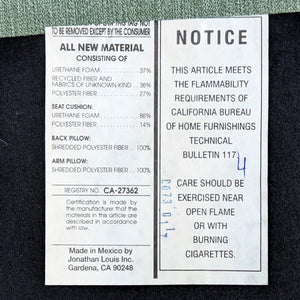 OF LAW THIS TAG NOT
TO BE REMOVED EXCEPT BY THE CONSUMER
ALL NEW MATERIAL
CONSISTING OF
URETHANE FOAM 37%
RECYCLED FIBER AND
FABRICS OF UNKNOWN KIND 36%
POLYESTER FIBER 27%
SEAT CUSHION:
URETHANE FOAM 86%
POLYESTER FIBER 14%
BACK PILLOW:
SHREDDED POLYESTER FIBER 100%
ARM PILLOW:
SHREDDED POLYESTER FIBER 100%
REGISTRY NO. CA-27362
Certification is made by
the manufacturer that the
materials in this article are
described in accordance
with law.
Made in Mexico by
Jonathan Louis Inc.
Gardena, CA 90248
NOTICE
THIS ARTICLE MEETS
THE FLAMMABILITY
REQUIREMENTS OF
CALIFORNIA BUREAU
OF HOME FURNISHINGS
TECHNICAL
BULLETIN 117
4
CARE SHOULD BE
EXERCISED NEAR
OPEN FLAME
OR WITH
BURNING
CIGARETTES.